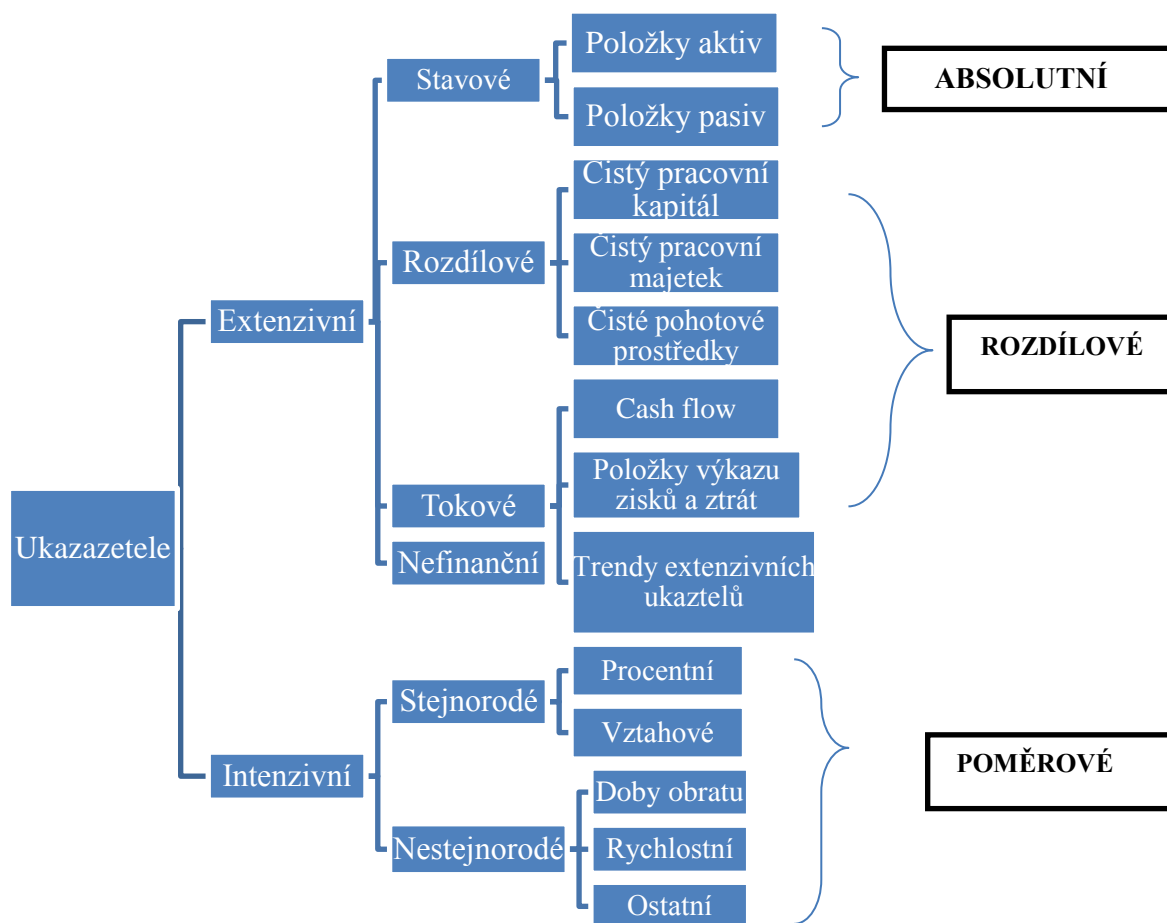 Ukazazetele
Extenzivní
Stavové
Položky aktiv
Položky pasiv
ABSOLUTNÍ
Rozdílové
Čistý pracovní
kapitál
Čistý pracovní
majetek
Čisté pohotové
prostředky
ROZDÍLOVÉ
Tokové
Cash flow
Položky výkazu
zisků a ztrát
Trendy extenzivních
ukaztelů
Nefinanční
Intenzivní
Stejnorodé
Procentní
Vztahové
Nestejnorodé
Doby obratu
Rychlostní
Ostatní
POMĚROVÉ